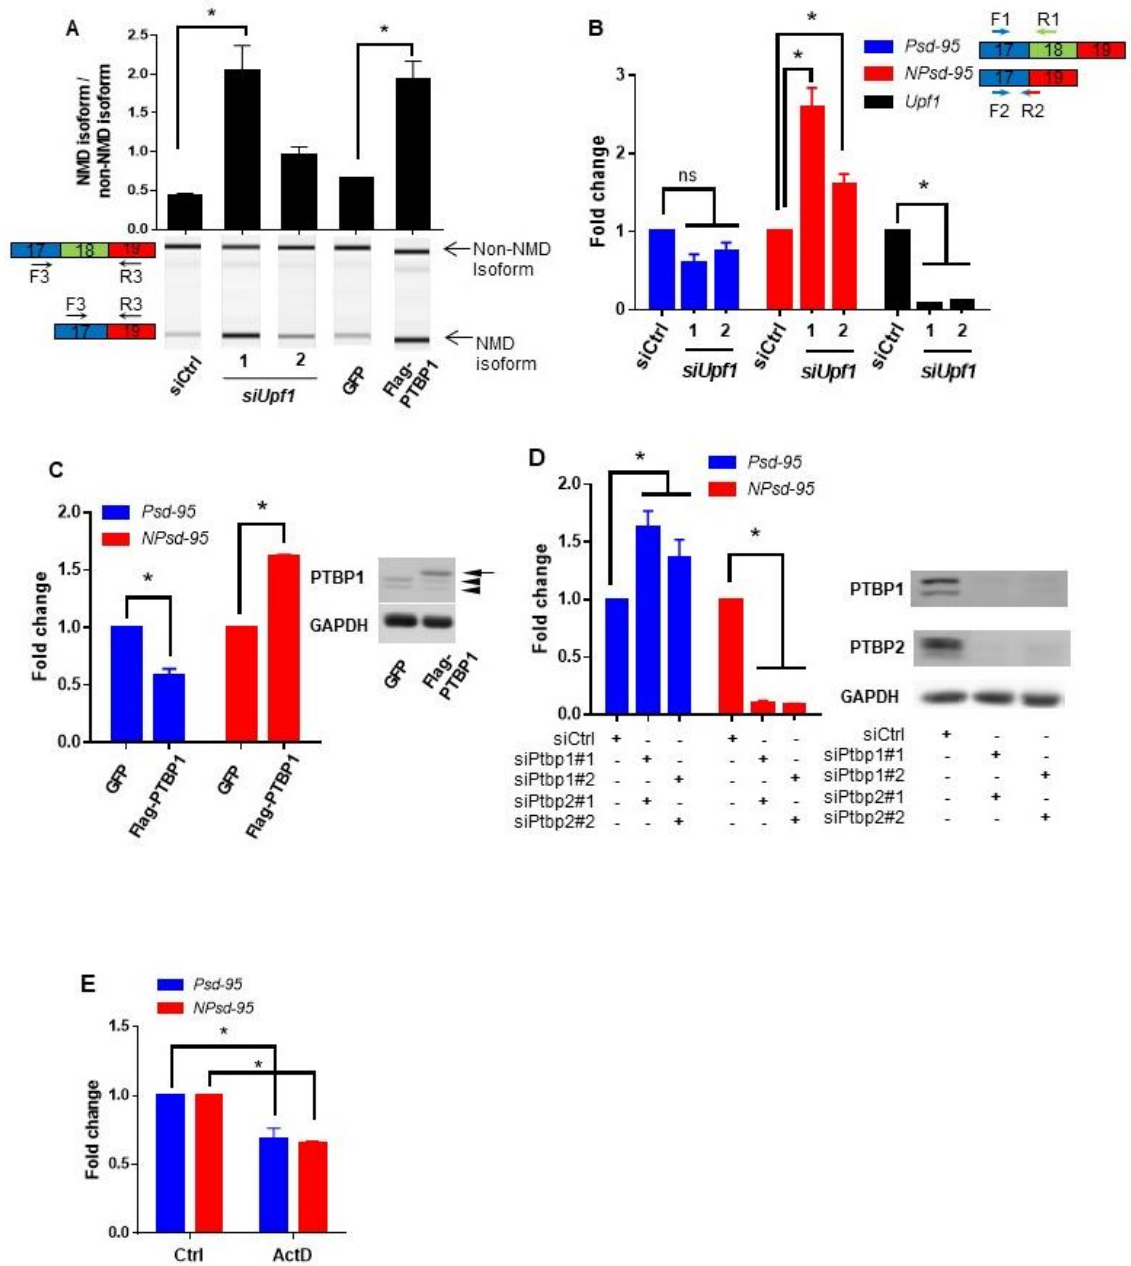 A
NMD isoform /
non-NMD isoform
2.5
2.0
1.5
1.0
0.5
0.0
*
*
17 18 19
F3 R3
F3 R3
17 19
Non-NMD
Isoform
NMD
isoform
siCtrl
1 2
siUpf1
GFP
Flag-
PTBP1
B
Psd-95
NPsd-95
Upf1
F1 R1
17 18 19
17 19
F2 R2
Fold change
3
2
1
0
ns
*
*
*
siCtrl
1 2
siUpf1
siCtrl
1 2
siUpf1
siCtrl
1 2
siUpf1
C
Psd-95
NPsd-95
Fold change
2.0
1.5
1.0
0.5
0.0
*
*
GFP
Flag-PTBP1
GFP
Flag-PTBP1
PTBP1
GAPDH
GFP
Flag-
PTBP1
D
Psd-95
NPsd-95
Fold change
2.0
1.5
1.0
0.5
0.0
*
*
siCtrl + - - + - -
siPtbp1#1 - + - - + -
siPtbp1#2 - - + - - +
siPtbp2#1 - + - - + -
siPtbp2#2 - - + - - +
PTBP1
PTBP2
GAPDH
siCtrl + - -
siPtbp1#1 - + -
siPtbp1#2 - - +
siPtbp2#1 - + -
siPtbp2#2 - - +
E
Psd-95
NPsd-95
Fold change
1.5
1.0
0.5
0.0
*
*
Ctrl ActD